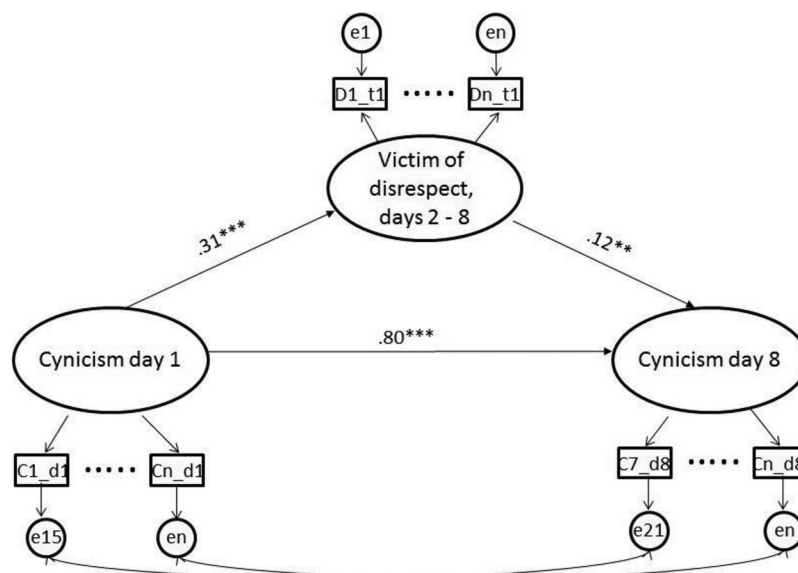 e1 en
D1_t1 ..... Dn_t1
Victim of
disrespect,
days 2 - 8
.31***
.12**
Cynicism day 1
.80***
Cynicism day 8
C1_d1 ..... Cn_d1
C7_d8 ..... Cn_d8
e15 en
e21 en